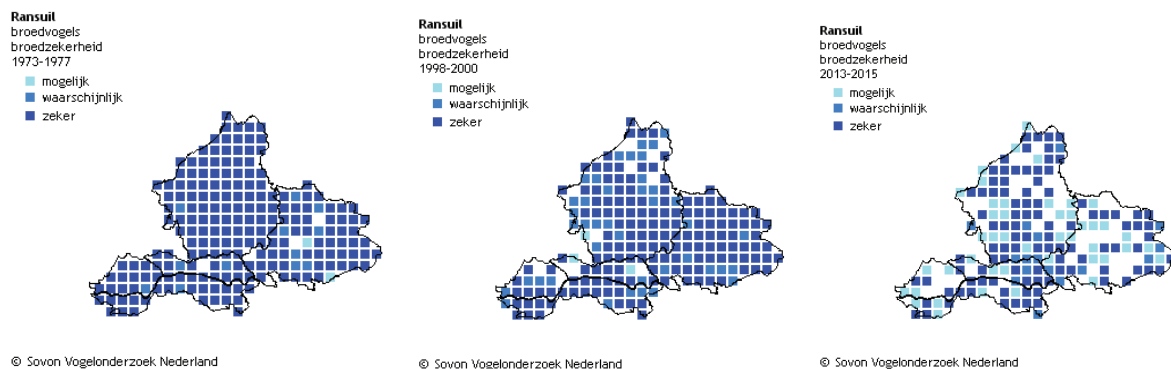 Ransuil
broedvogels
broedzekerheid
1973-1977
mogelijk
waarschijnlijk
zeker
© Sovon Vogelonderzoek Nederland
Ransuil
broedvogels
broedzekerheid
1998-2000
mogelijk
waarschijnlijk
zeker
© Sovon Vogelonderzoek Nederland
Ransuil
broedvogels
broedzekerheid
2013-2015
mogelijk
waarschijnlijk
zeker
© Sovon Vogelonderzoek Nederland